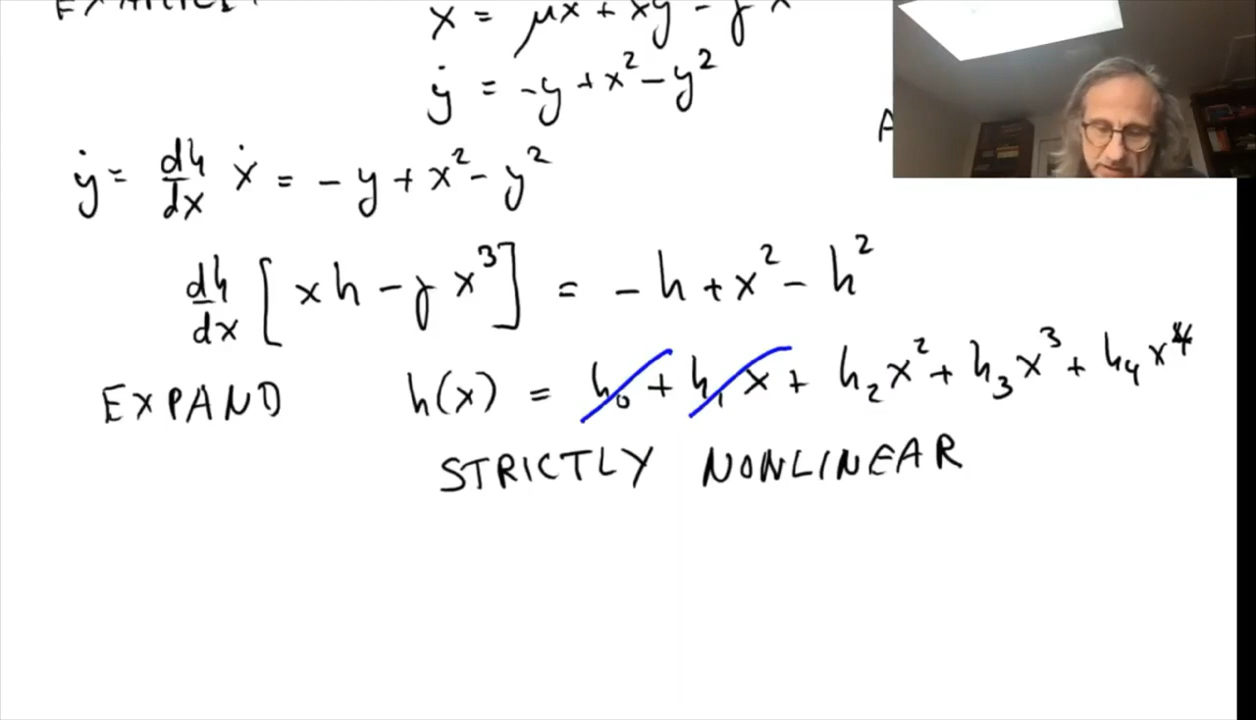 EXAMPLE:
ẋ = μx + xy - γx
ẏ = -y + x² - y²
A
ẏ = dh/dx ẋ = -y + x² - y²
dh/dx [xh - γx³] = -h + x² - h²
EXPAND h(x) = h₀ + h₁x + h₂x² + h₃x³ + h₄x⁴
STRICTLY NONLINEAR